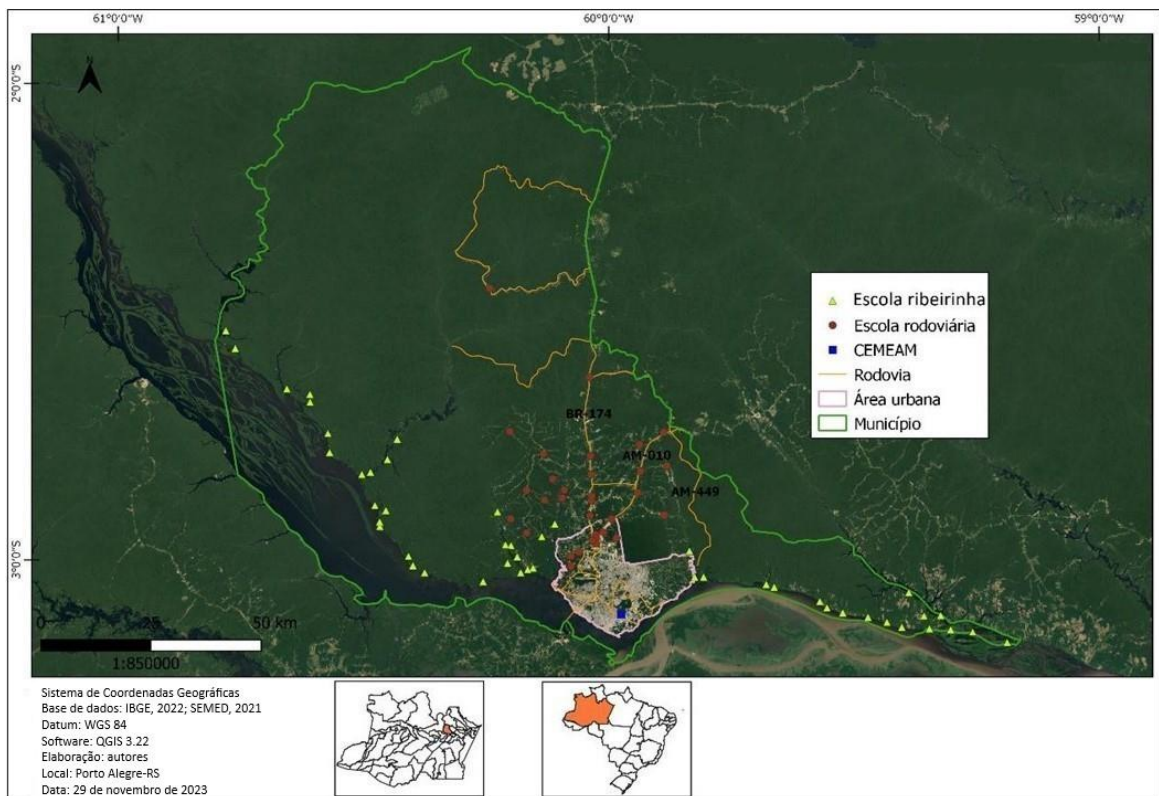 61°0'0"W
60°0'0"W
59°0'0"W
2°0'0"S
N
Escola ribeirinha
Escola rodoviária
CEMEAM
Rodovia
Área urbana
Município
BR-174
AM-010
AM-449
3°0'0"S
0 25 50 km
1:850000
Sistema de Coordenadas Geográficas
Base de dados: IBGE, 2022; SEMED, 2021
Datum: WGS 84
Software: QGIS 3.22
Elaboração: autores
Local: Porto Alegre-RS
Data: 29 de novembro de 2023